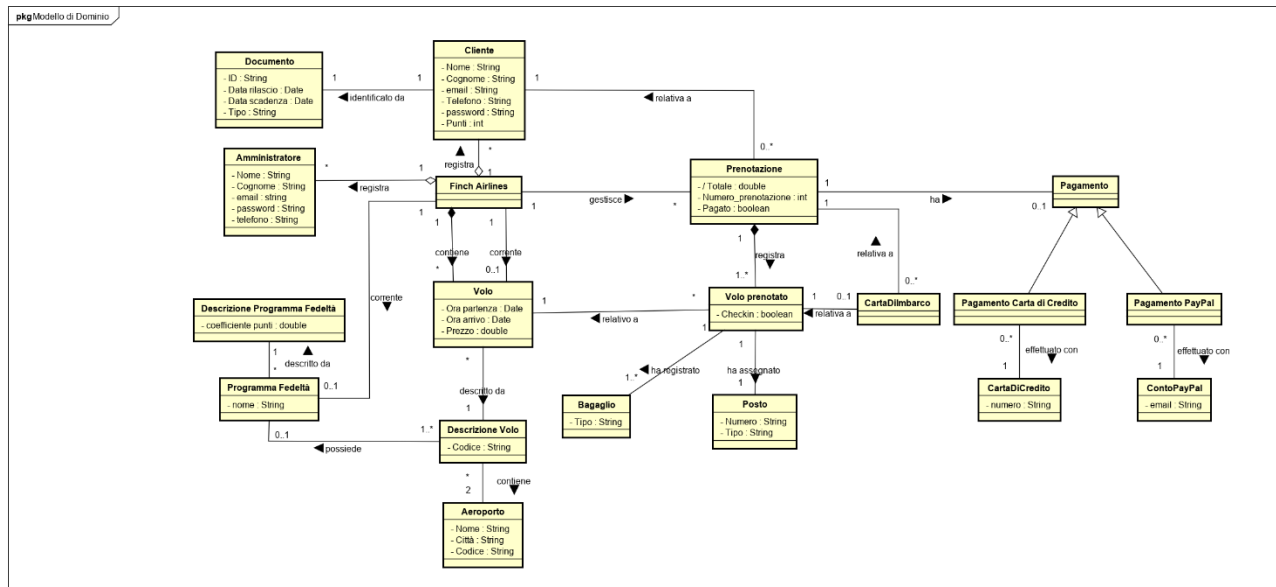 pkg Modello di Dominio
Documento
- ID : String
- Data rilascio : Date
- Data scadenza : Date
- Tipo : String
1
identificato da
1
Cliente
- Nome : String
- Cognome : String
- email : String
- Telefono : String
- password : String
- Punti : int
1
relativa a
0..*
*
registra
1
Amministratore
- Nome : String
- Cognome : String
- email : string
- password : String
- telefono : String
*
registra
1
Finch Airlines
1
gestisce
*
Prenotazione
- / Totale : double
- Numero_prenotazione : int
- Pagato : boolean
1
ha
0..1
Pagamento
1
1
1
1
contiene
*
corrente
0..1
corrente
0..1
1
registra
1..*
1
relativa a
0..*
Descrizione Programma Fedeltà
- coefficiente punti : double
1
descritto da
*
Programma Fedeltà
- nome : String
0..1
possiede
1..*
Volo
- Ora partenza : Date
- Ora arrivo : Date
- Prezzo : double
1
relativo a
*
Volo prenotato
- Checkin : boolean
1
0..1
relativa a
CartaDiImbarco
Pagamento Carta di Credito
0..*
effettuato con
1
CartaDiCredito
- numero : String
Pagamento PayPal
0..*
effettuato con
1
ContoPayPal
- email : String
*
descritto da
1
Descrizione Volo
- Codice : String
1
ha registrato
1..*
Bagaglio
- Tipo : String
1
ha assegnato
1
Posto
- Numero : String
- Tipo : String
*
contiene
2
Aeroporto
- Nome : String
- Città : String
- Codice : String